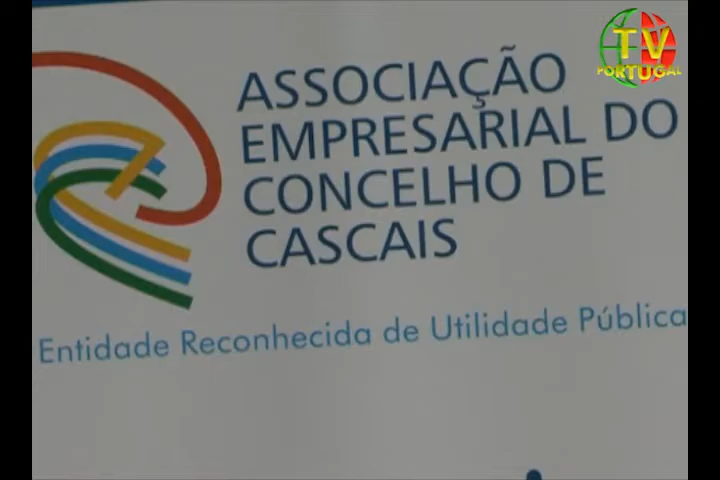 TV
PORTUGAL
ASSOCIAÇÃO
EMPRESARIAL DO
CONCELHO DE
CASCAIS
Entidade Reconhecida de Utilidade Pública